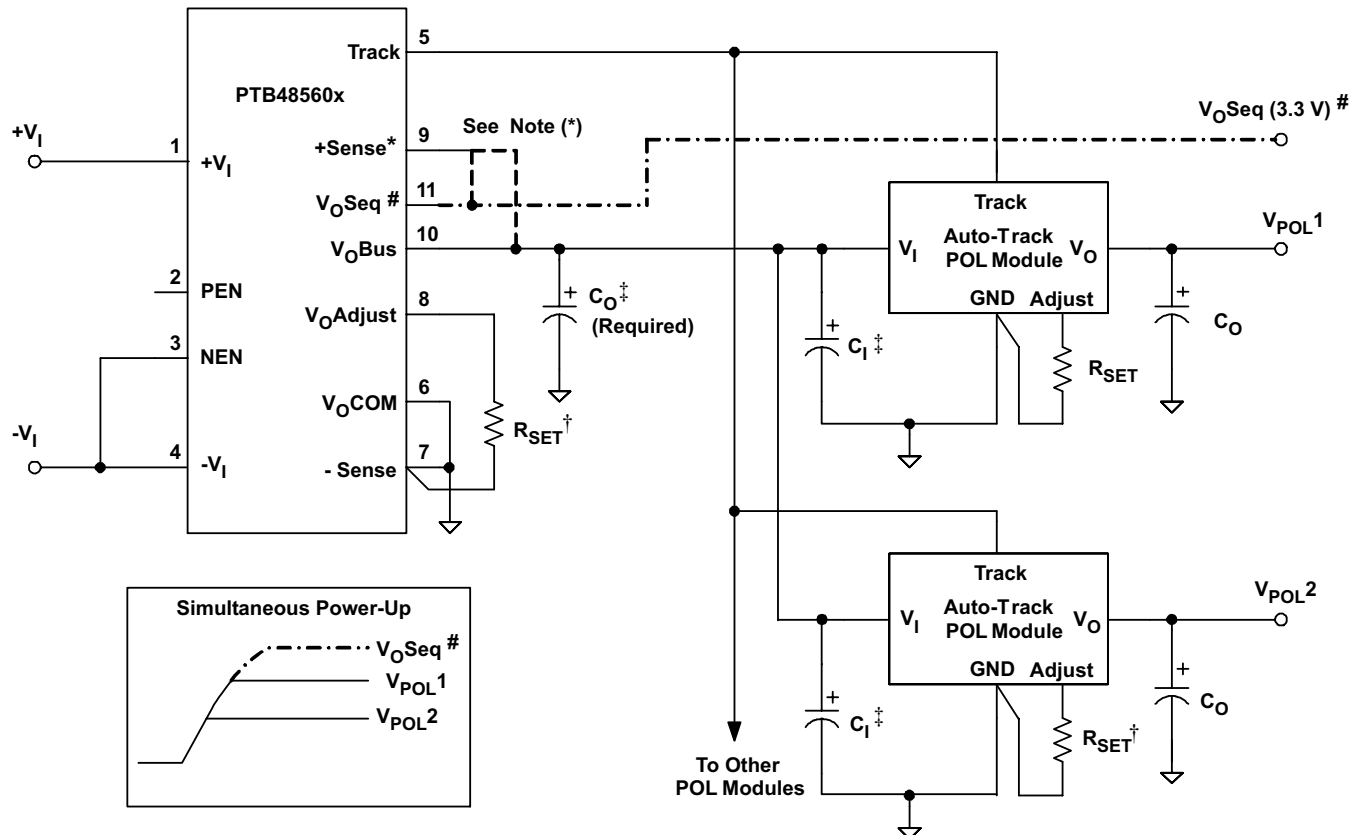 5
Track
PTB48560x
See Note (*)
VOSeq (3.3 V) #
+VI
1
+VI
9
+Sense*
11
VOSeq #
10
VOBus
2
PEN
8
VOAdjust
3
NEN
6
VOCOM
-VI
4
-VI
7
- Sense
RSET†
+
CO‡
(Required)
+
CI‡
Track
Auto-Track
POL Module
VI
VO
GND
Adjust
RSET
VPOL1
+
CO
Track
Auto-Track
POL Module
VI
VO
GND
Adjust
RSET†
VPOL2
+
CO
+
CI‡
To Other
POL Modules
Simultaneous Power-Up
VOSeq #
VPOL1
VPOL2